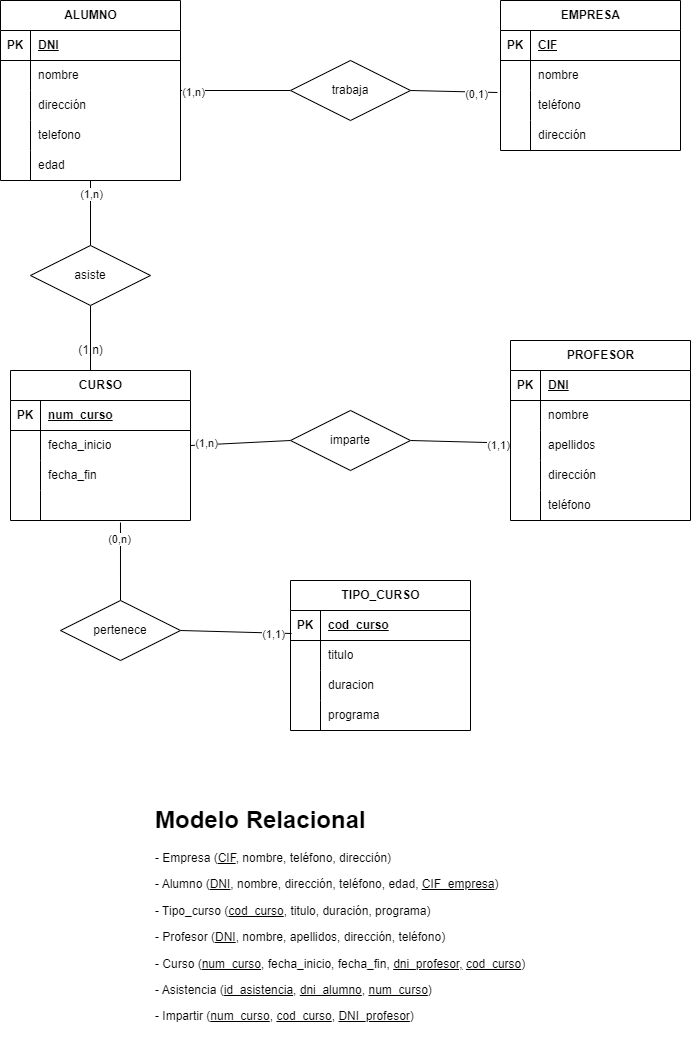 ALUMNO
PK DNI
nombre
dirección
telefono
edad
(1,n)
trabaja
(0,1)
EMPRESA
PK CIF
nombre
teléfono
dirección
(1,n)
asiste
(1,n)
CURSO
PK num_curso
fecha_inicio
fecha_fin
(1,n)
imparte
(1,1)
PROFESOR
PK DNI
nombre
apellidos
dirección
teléfono
(0,n)
pertenece
(1,1)
TIPO_CURSO
PK cod_curso
titulo
duracion
programa
Modelo Relacional
- Empresa (CIF, nombre, teléfono, dirección)
- Alumno (DNI, nombre, dirección, teléfono, edad, CIF_empresa)
- Tipo_curso (cod_curso, titulo, duración, programa)
- Profesor (DNI, nombre, apellidos, dirección, teléfono)
- Curso (num_curso, fecha_inicio, fecha_fin, dni_profesor, cod_curso)
- Asistencia (id_asistencia, dni_alumno, num_curso)
- Impartir (num_curso, cod_curso, DNI_profesor)